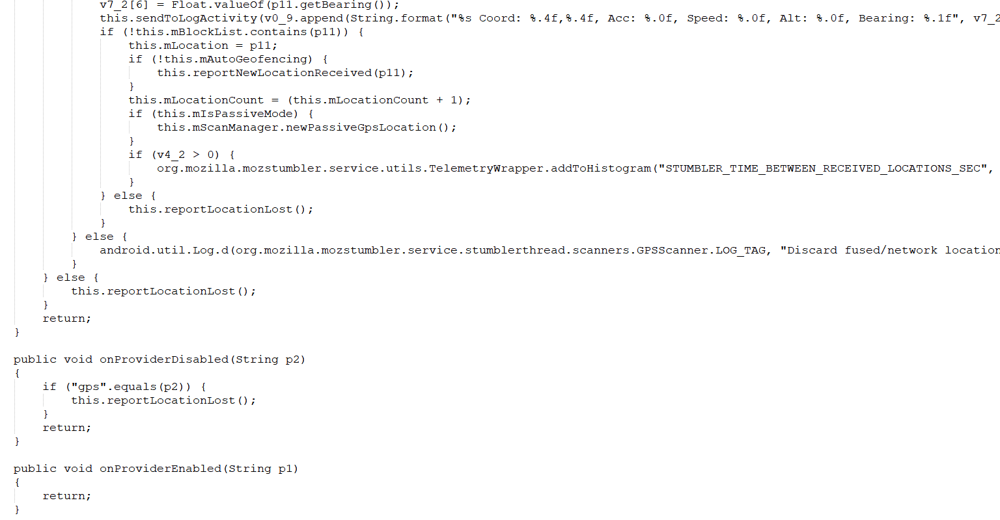 v7_2[6] = Float.valueOf(p11.getBearing());
this.sendToLogActivity(v0_9.append(String.format("%s Coord: %.4f,%.4f, Acc: %.0f, Speed: %.0f, Alt: %.0f, Bearing: %.1f", v7_2
if (!this.mBlockList.contains(p11)) {
this.mLocation = p11;
if (!this.mAutoGeofencing) {
this.reportNewLocationReceived(p11);
}
this.mLocationCount = (this.mLocationCount + 1);
if (this.mIsPassiveMode) {
this.mScanManager.newPassiveGpsLocation();
}
if (v4_2 > 0) {
org.mozilla.mozstumbler.service.utils.TelemetryWrapper.addToHistogram("STUMBLER_TIME_BETWEEN_RECEIVED_LOCATIONS_SEC",
}
} else {
this.reportLocationLost();
}
} else {
android.util.Log.d(org.mozilla.mozstumbler.service.stumblerthread.scanners.GPSScanner.LOG_TAG, "Discard fused/network location
}
} else {
this.reportLocationLost();
}
return;
}
public void onProviderDisabled(String p2)
{
if ("gps".equals(p2)) {
this.reportLocationLost();
}
return;
}
public void onProviderEnabled(String p1)
{
return;
}